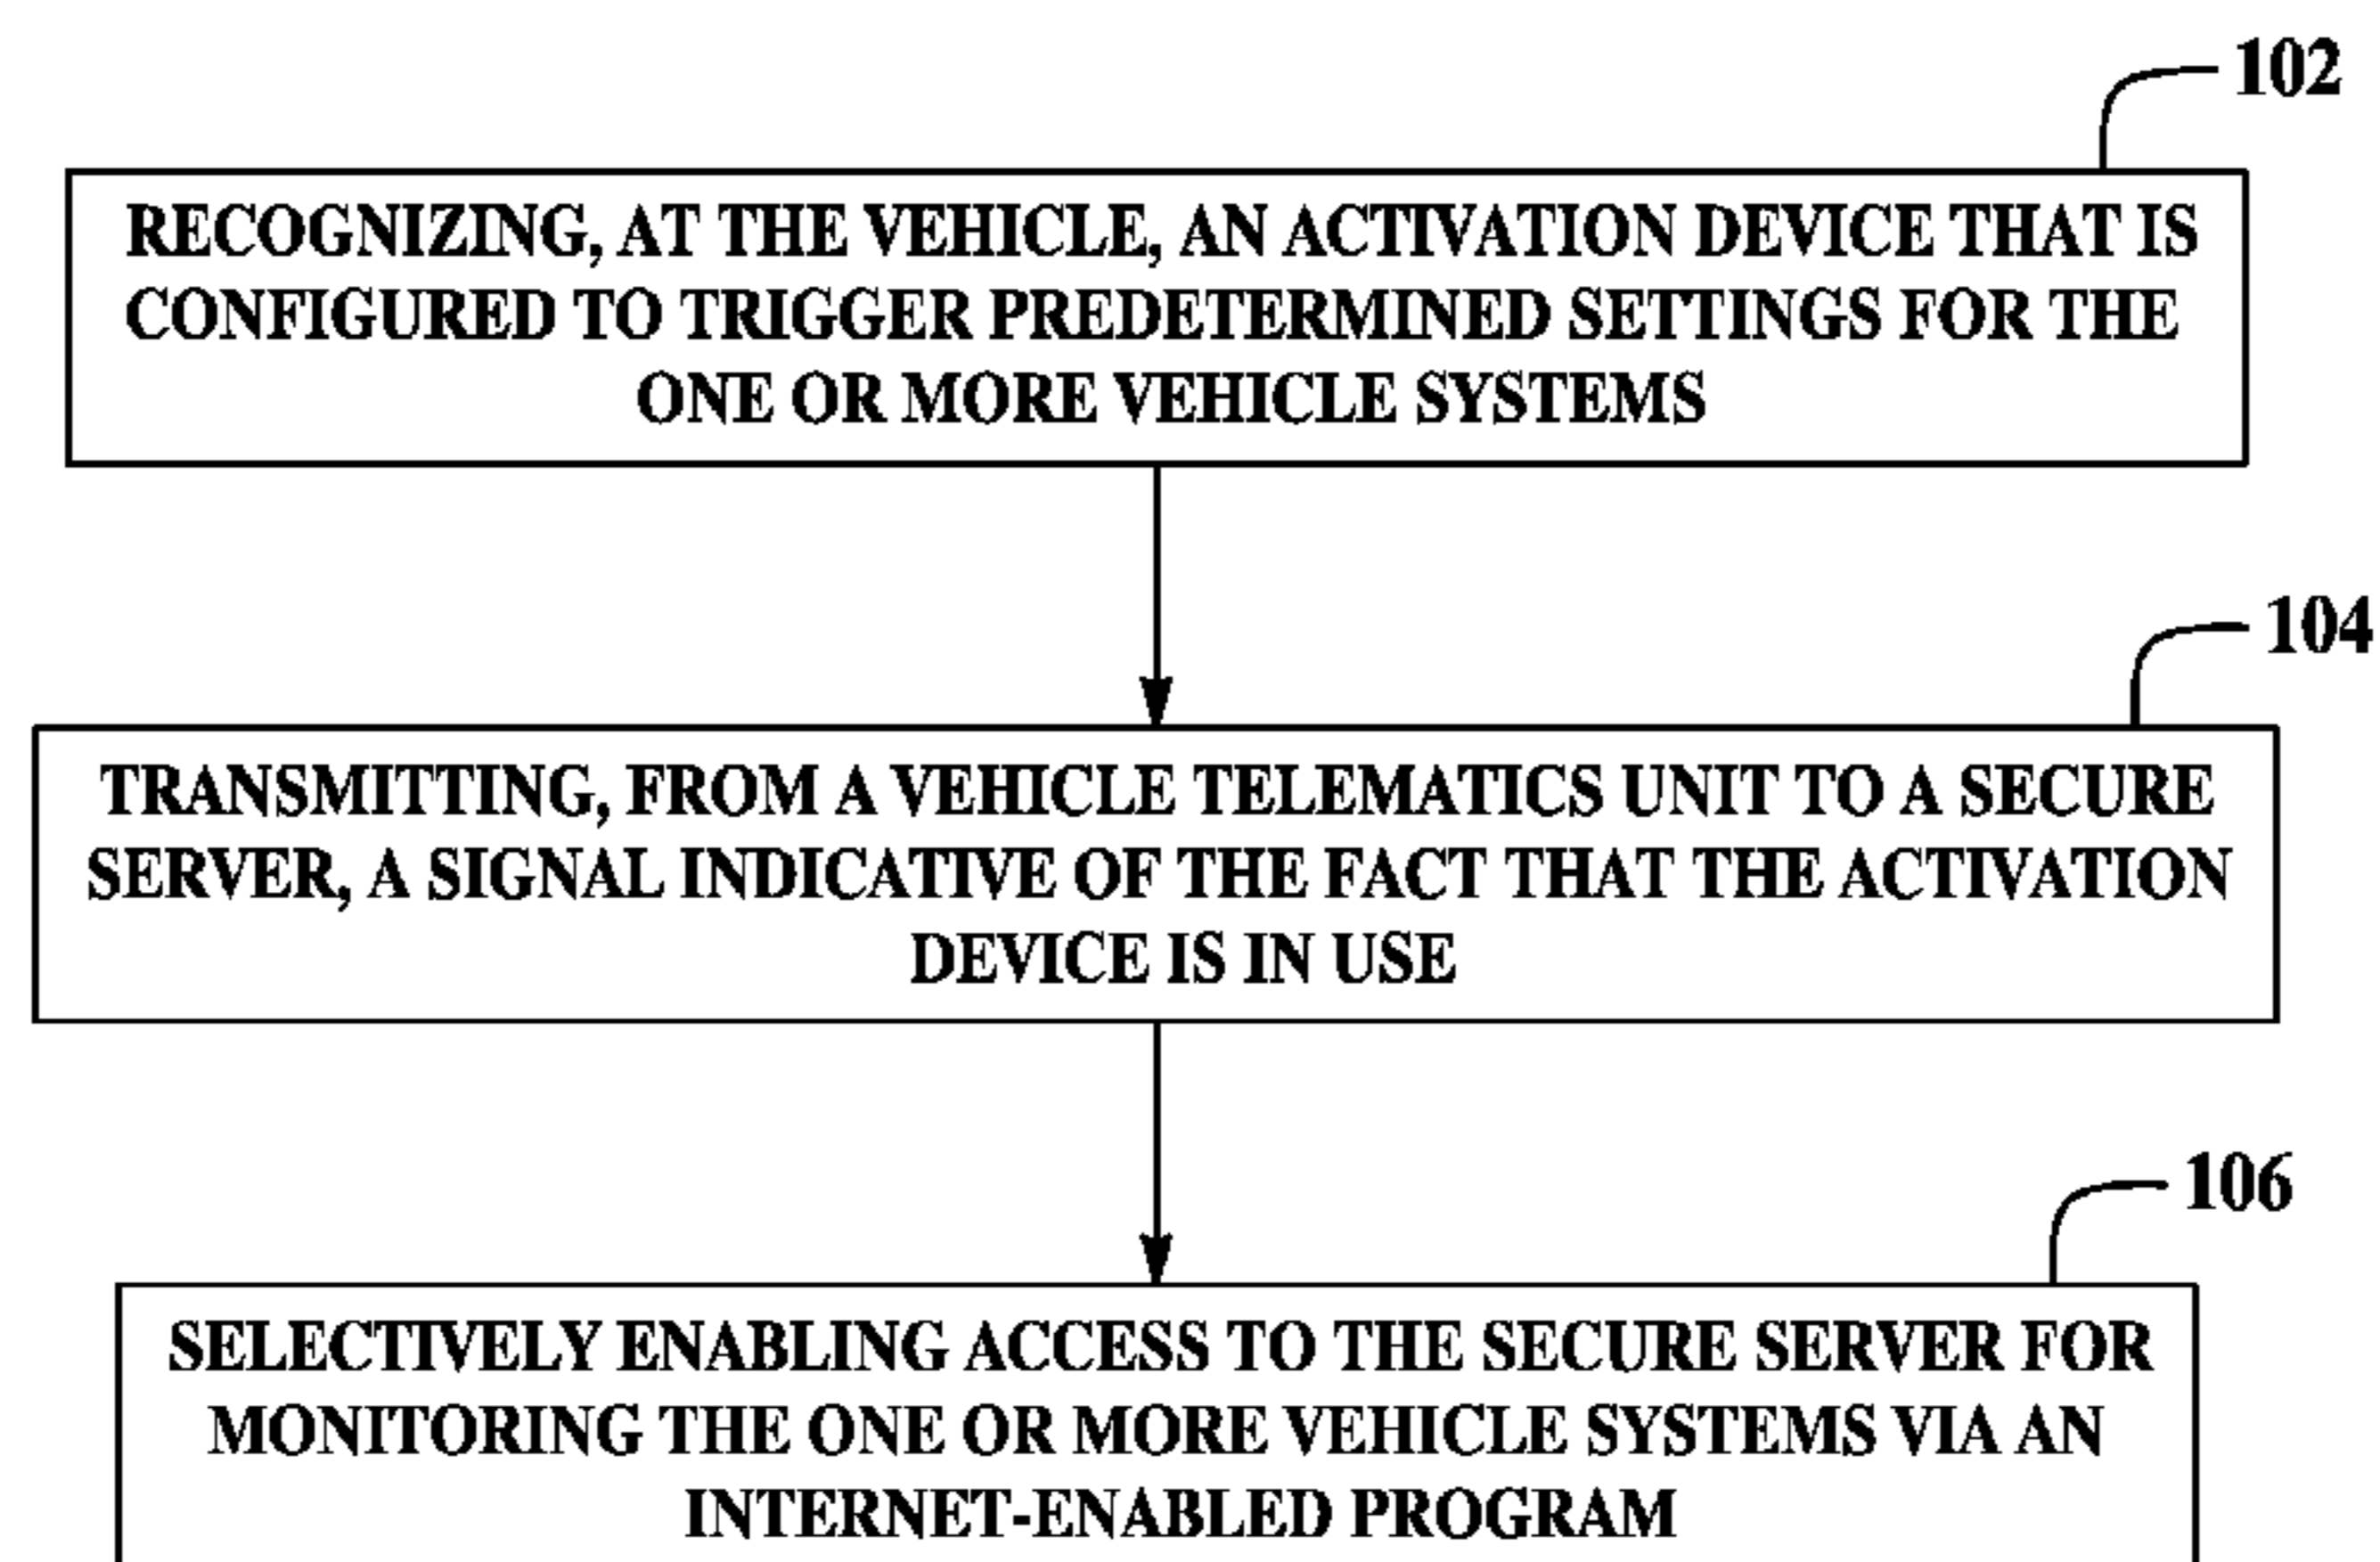 102
RECOGNIZING, AT THE VEHICLE, AN ACTIVATION DEVICE THAT IS
CONFIGURED TO TRIGGER PREDETERMINED SETTINGS FOR THE
ONE OR MORE VEHICLE SYSTEMS
104
TRANSMITTING, FROM A VEHICLE TELEMATICS UNIT TO A SECURE
SERVER, A SIGNAL INDICATIVE OF THE FACT THAT THE ACTIVATION
DEVICE IS IN USE
106
SELECTIVELY ENABLING ACCESS TO THE SECURE SERVER FOR
MONITORING THE ONE OR MORE VEHICLE SYSTEMS VIA AN
INTERNET-ENABLED PROGRAM